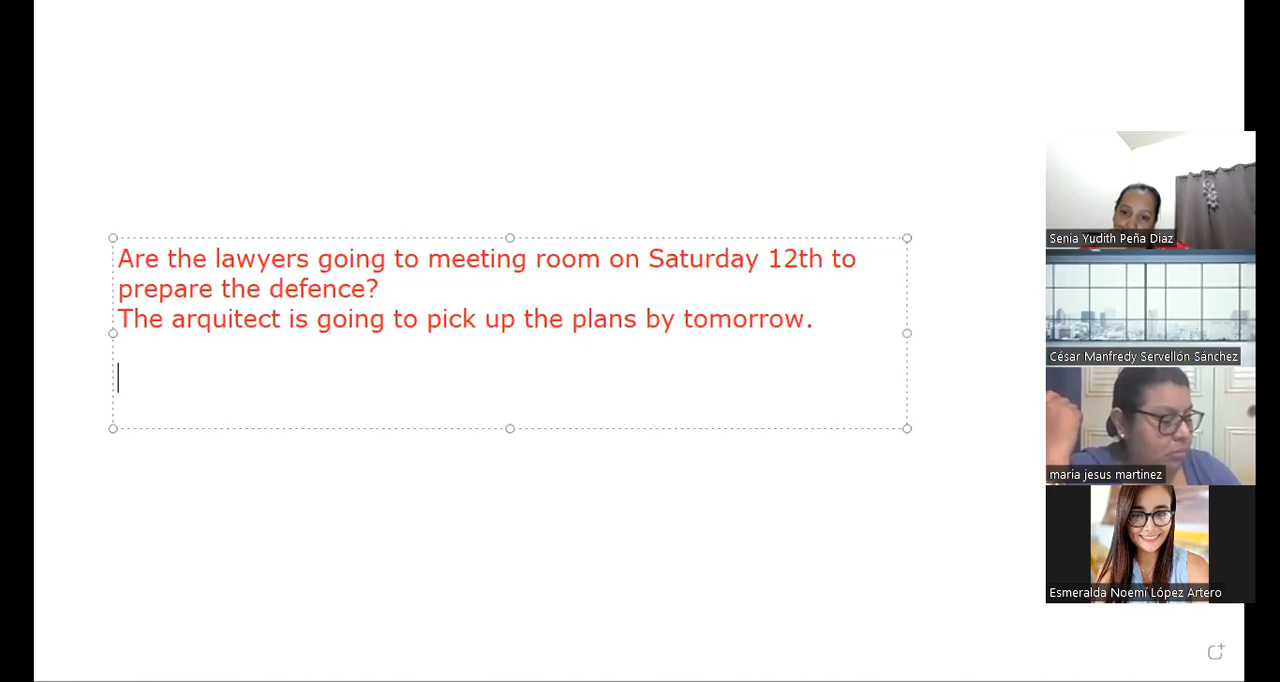 Are the lawyers going to meeting room on Saturday 12th to
prepare the defence?
The arquitect is going to pick up the plans by tomorrow.
Senia Yudith Peña Diaz
César Manfredy Servellón Sánchez
maria jesus martinez
Esmeralda Noemí López Artero